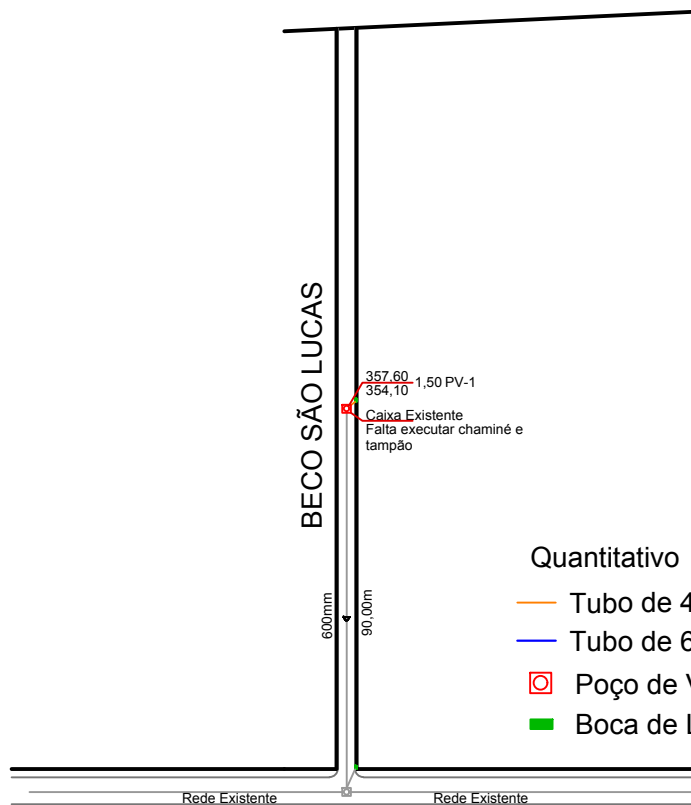 BECO SÃO LUCAS
357,60
354,10
1,50 PV-1
Caixa Existente
Falta executar chaminé e
tampão
600mm
90,00m
Quantitativo
Tubo de 4
Tubo de 6
Poço de V
Boca de L
Rede Existente
Rede Existente